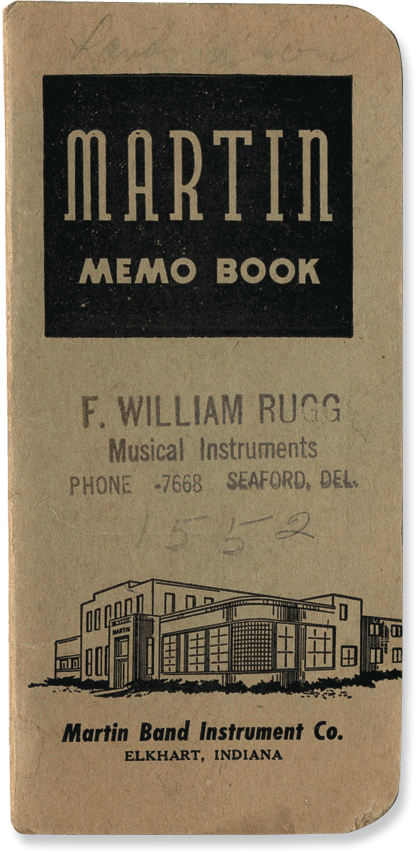 MARTIN
MEMO BOOK
F. WILLIAM RUGG
Musical Instruments
PHONE -7668 SEAFORD, DEL.
1552
MARTIN
Martin Band Instrument Co.
ELKHART, INDIANA